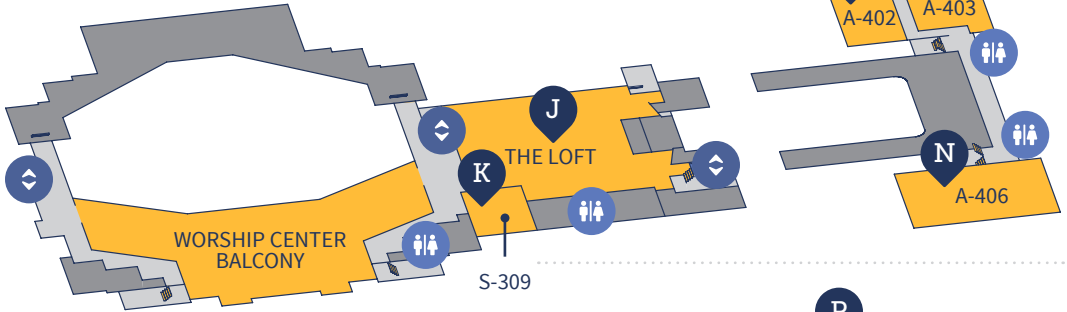 A-402
A-403
J
THE LOFT
K
N
A-406
WORSHIP CENTER
BALCONY
S-309